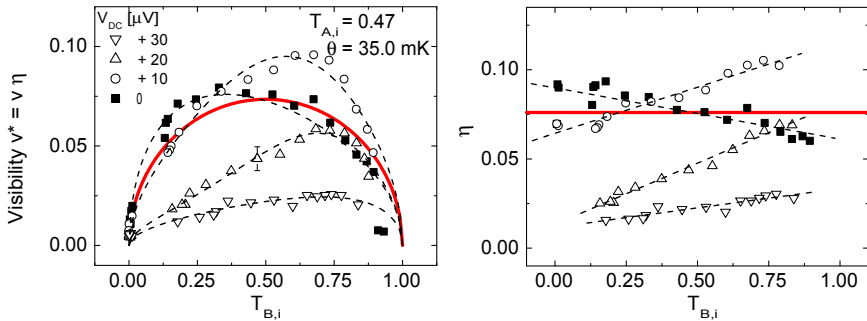 V_DC [μV]
+ 30
+ 20
+ 10
0
T_A,i = 0.47
θ = 35.0 mK
Visibility v* = v η
0.10
0.05
0.00
0.00 0.25 0.50 0.75 1.00
T_B,i
η
0.15
0.10
0.05
0.00
0.00 0.25 0.50 0.75 1.00
T_B,i